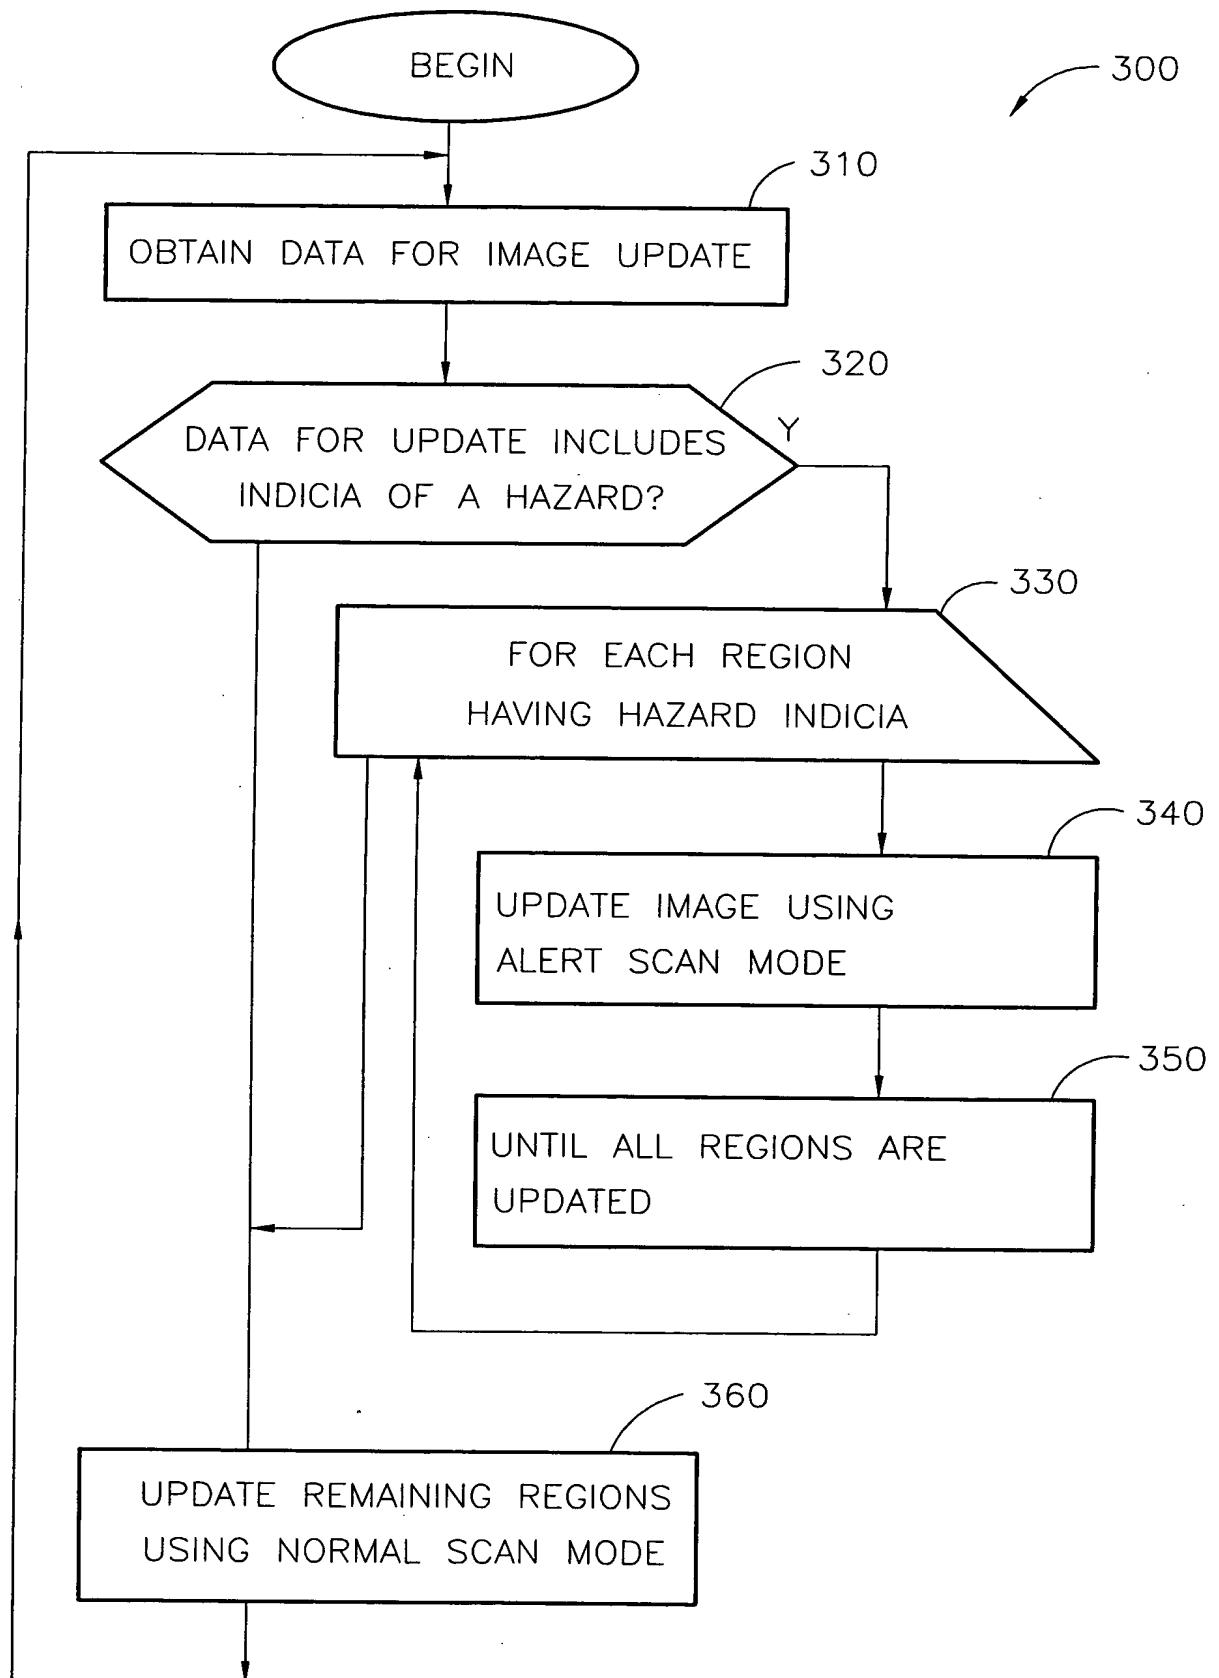 BEGIN
300
310
OBTAIN DATA FOR IMAGE UPDATE
320
DATA FOR UPDATE INCLUDES
INDICIA OF A HAZARD?
Y
330
FOR EACH REGION
HAVING HAZARD INDICIA
340
UPDATE IMAGE USING
ALERT SCAN MODE
350
UNTIL ALL REGIONS ARE
UPDATED
360
UPDATE REMAINING REGIONS
USING NORMAL SCAN MODE